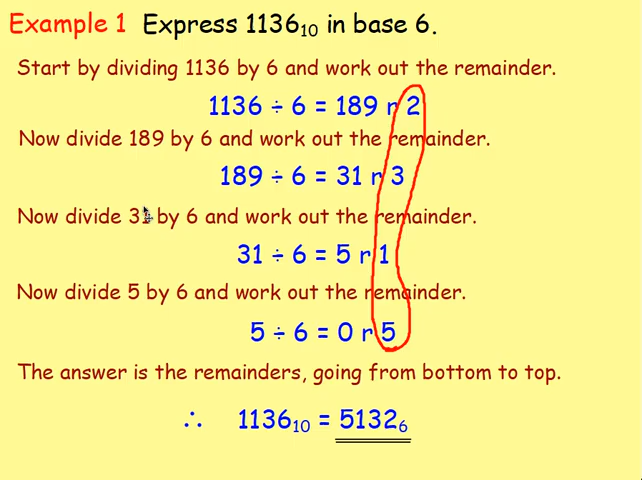 Example 1 Express 1136₁₀ in base 6.
Start by dividing 1136 by 6 and work out the remainder.
1136 ÷ 6 = 189 r 2
Now divide 189 by 6 and work out the remainder.
189 ÷ 6 = 31 r 3
Now divide 31 by 6 and work out the remainder.
31 ÷ 6 = 5 r 1
Now divide 5 by 6 and work out the remainder.
5 ÷ 6 = 0 r 5
The answer is the remainders, going from bottom to top.
∴ 1136₁₀ = 5132₆